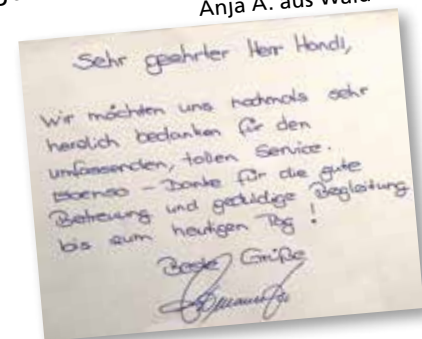 Anja A. aus Wald
Sehr geehrter Herr Handl,
wir möchten uns nochmals sehr
herzlich bedanken für den
umfassenden, tollen Service.
Ebenso - Danke für die gute
Betreuung und geduldige Begleitung
bis zum heutigen Tag!
Beste Grüße